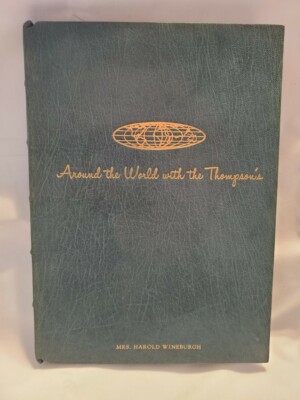 Around the World with the Thompson's
MRS. HAROLD WINEBURGH